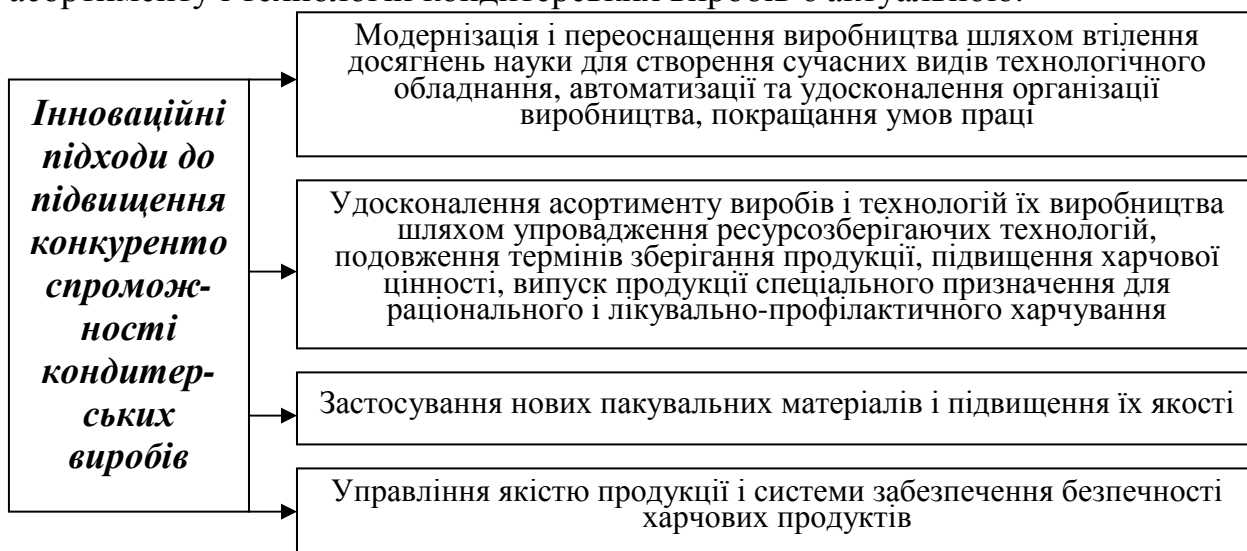 асортименту і технологій кондитерських виробів є актуальною.
Інноваційні
підходи до
підвищення
конкуренто
спромож-
ності
кондитер-
ських
виробів
Модернізація і переоснащення виробництва шляхом втілення
досягнень науки для створення сучасних видів технологічного
обладнання, автоматизації та удосконалення організації
виробництва, покращання умов праці
Удосконалення асортименту виробів і технологій їх виробництва
шляхом упровадження ресурсозберігаючих технологій,
подовження термінів зберігання продукції, підвищення харчової
цінності, випуск продукції спеціального призначення для
раціонального і лікувально-профілактичного харчування
Застосування нових пакувальних матеріалів і підвищення їх якості
Управління якістю продукції і системи забезпечення безпечності
харчових продуктів